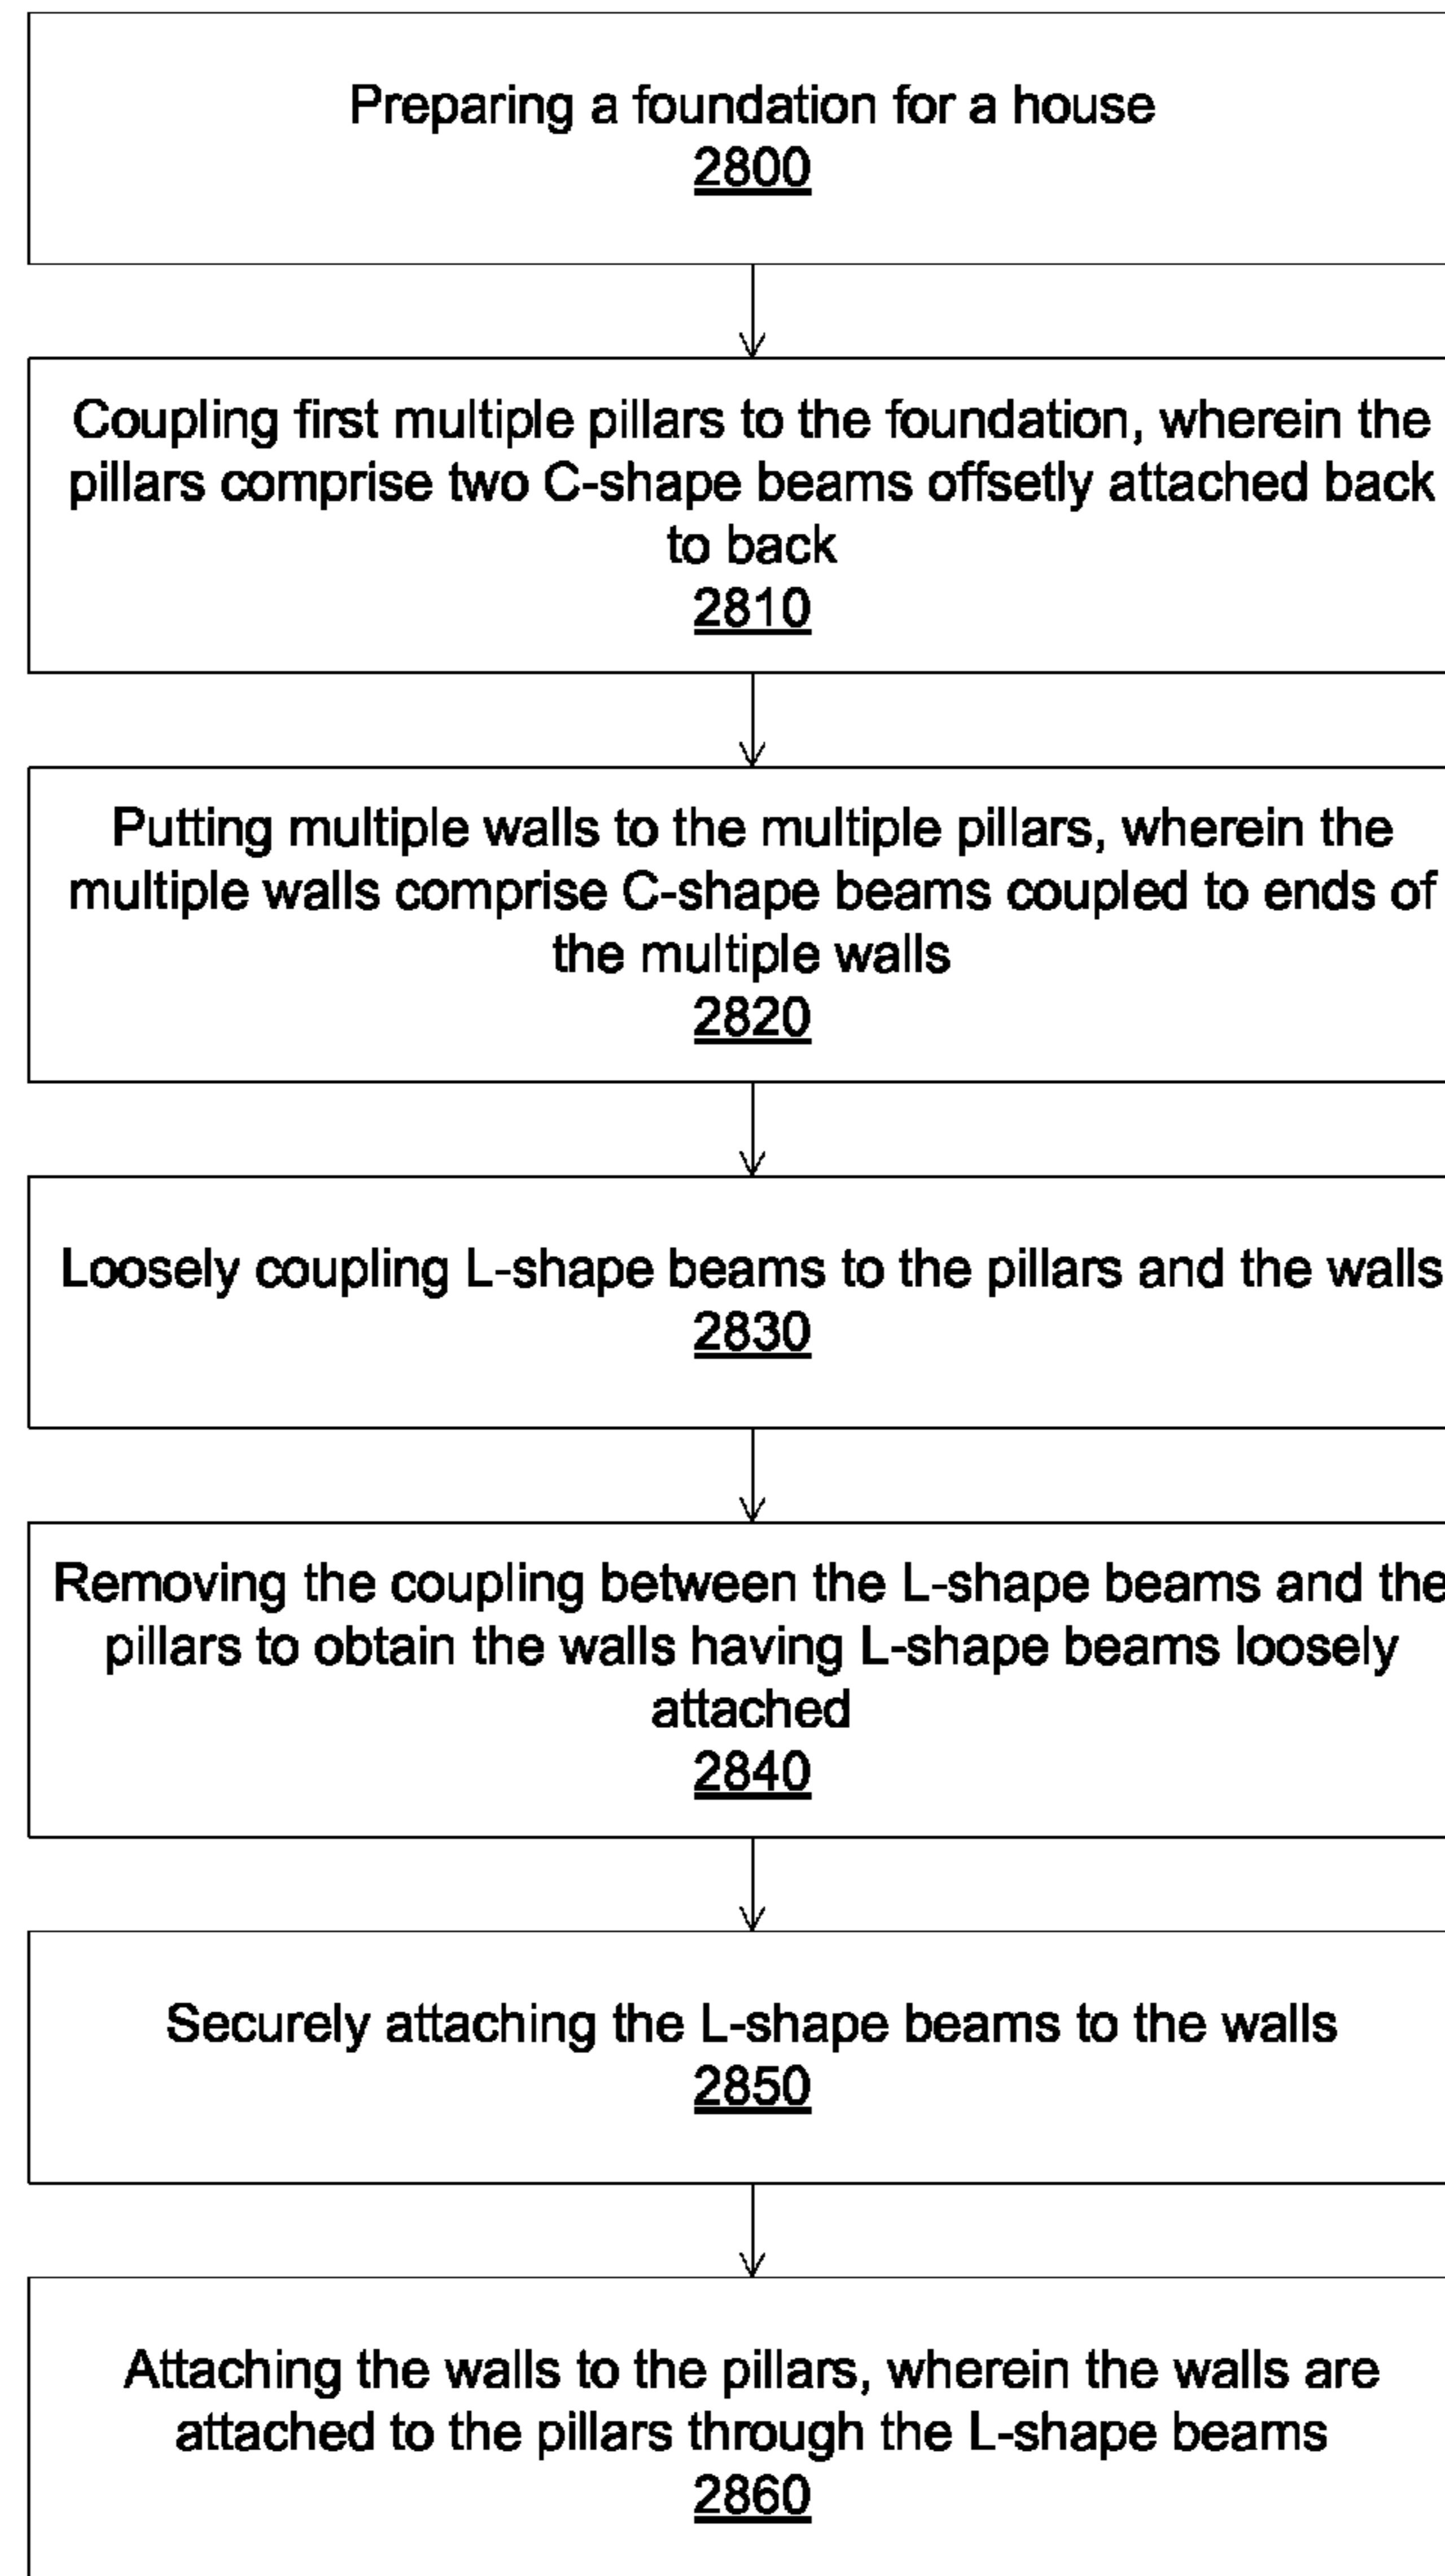 Preparing a foundation for a house
2800
Coupling first multiple pillars to the foundation, wherein the
pillars comprise two C-shape beams offsetly attached back
to back
2810
Putting multiple walls to the multiple pillars, wherein the
multiple walls comprise C-shape beams coupled to ends of
the multiple walls
2820
Loosely coupling L-shape beams to the pillars and the walls
2830
Removing the coupling between the L-shape beams and the
pillars to obtain the walls having L-shape beams loosely
attached
2840
Securely attaching the L-shape beams to the walls
2850
Attaching the walls to the pillars, wherein the walls are
attached to the pillars through the L-shape beams
2860